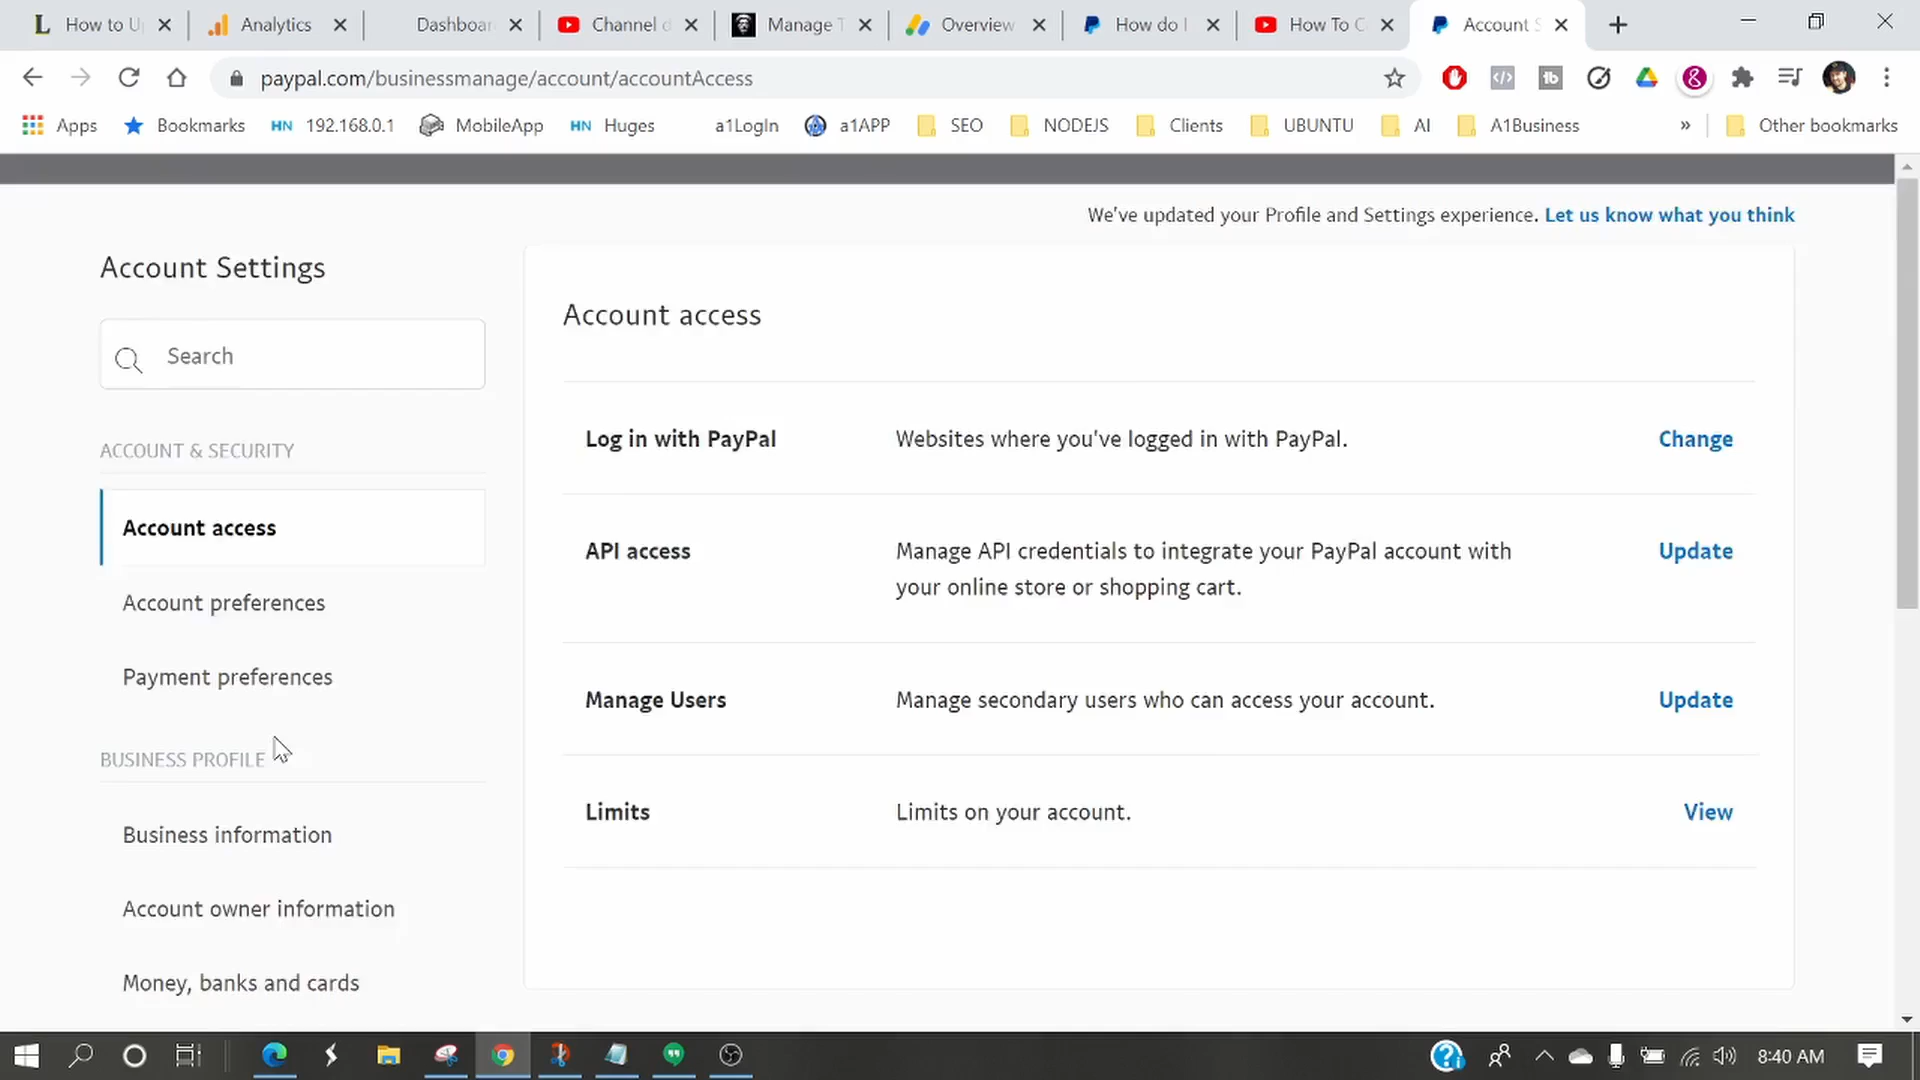 How to U
Analytics
Dashboar
Channel d
Manage T
Overview
How do I
How To C
Account S
paypal.com/businessmanage/account/accountAccess
Apps
Bookmarks
HN 192.168.0.1
MobileApp
HN Huges
a1LogIn
a1APP
SEO
NODEJS
Clients
UBUNTU
AI
A1Business
»
Other bookmarks
We've updated your Profile and Settings experience. Let us know what you think
Account Settings
Search
ACCOUNT & SECURITY
Account access
Account preferences
Payment preferences
BUSINESS PROFILE
Business information
Account owner information
Money, banks and cards
Account access
Log in with PayPal
Websites where you've logged in with PayPal.
Change
API access
Manage API credentials to integrate your PayPal account with
your online store or shopping cart.
Update
Manage Users
Manage secondary users who can access your account.
Update
Limits
Limits on your account.
View
8:40 AM